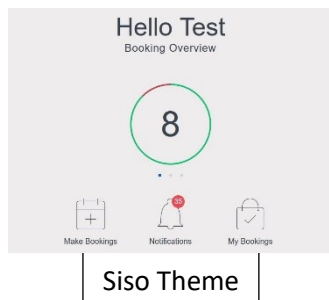 Hello Test
Booking Overview
8
35
Make Bookings Notifications My Bookings
Siso Theme